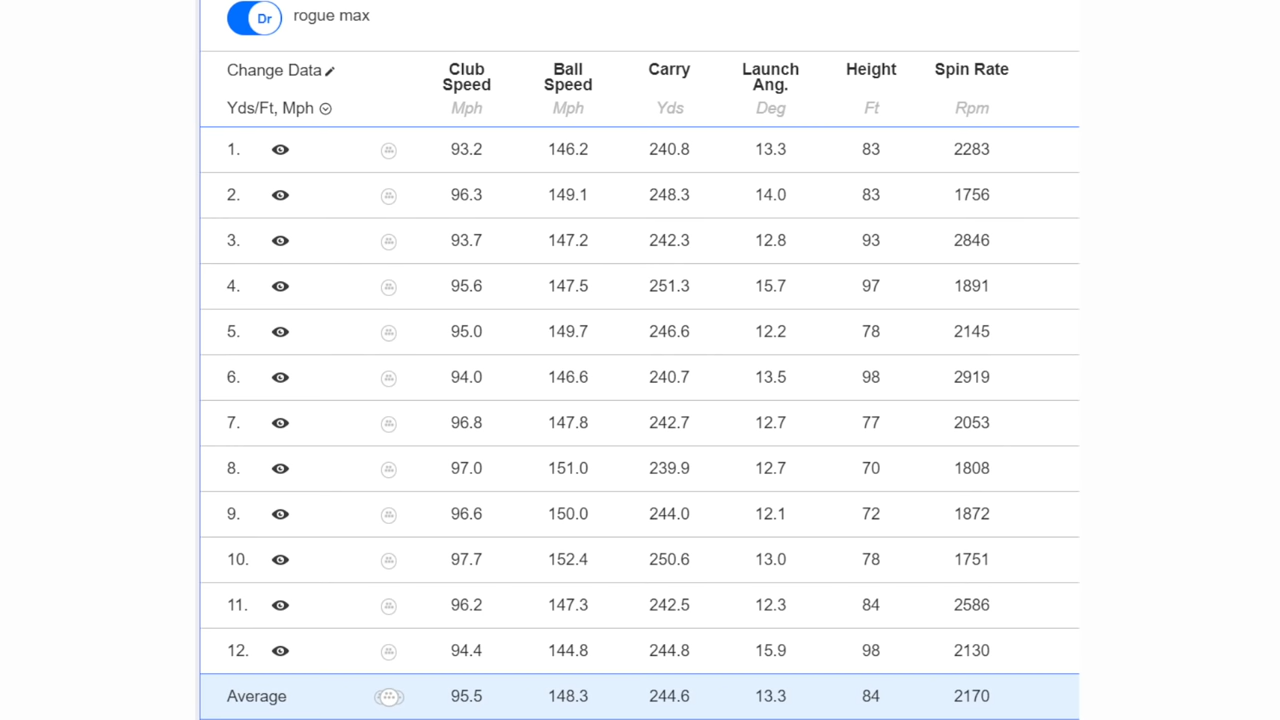 Dr rogue max
Change Data Club Speed Ball Speed Carry Launch Ang. Height Spin Rate
Yds/Ft, Mph Mph Mph Yds Deg Ft Rpm
1. 93.2 146.2 240.8 13.3 83 2283
2. 96.3 149.1 248.3 14.0 83 1756
3. 93.7 147.2 242.3 12.8 93 2846
4. 95.6 147.5 251.3 15.7 97 1891
5. 95.0 149.7 246.6 12.2 78 2145
6. 94.0 146.6 240.7 13.5 98 2919
7. 96.8 147.8 242.7 12.7 77 2053
8. 97.0 151.0 239.9 12.7 70 1808
9. 96.6 150.0 244.0 12.1 72 1872
10. 97.7 152.4 250.6 13.0 78 1751
11. 96.2 147.3 242.5 12.3 84 2586
12. 94.4 144.8 244.8 15.9 98 2130
Average 95.5 148.3 244.6 13.3 84 2170